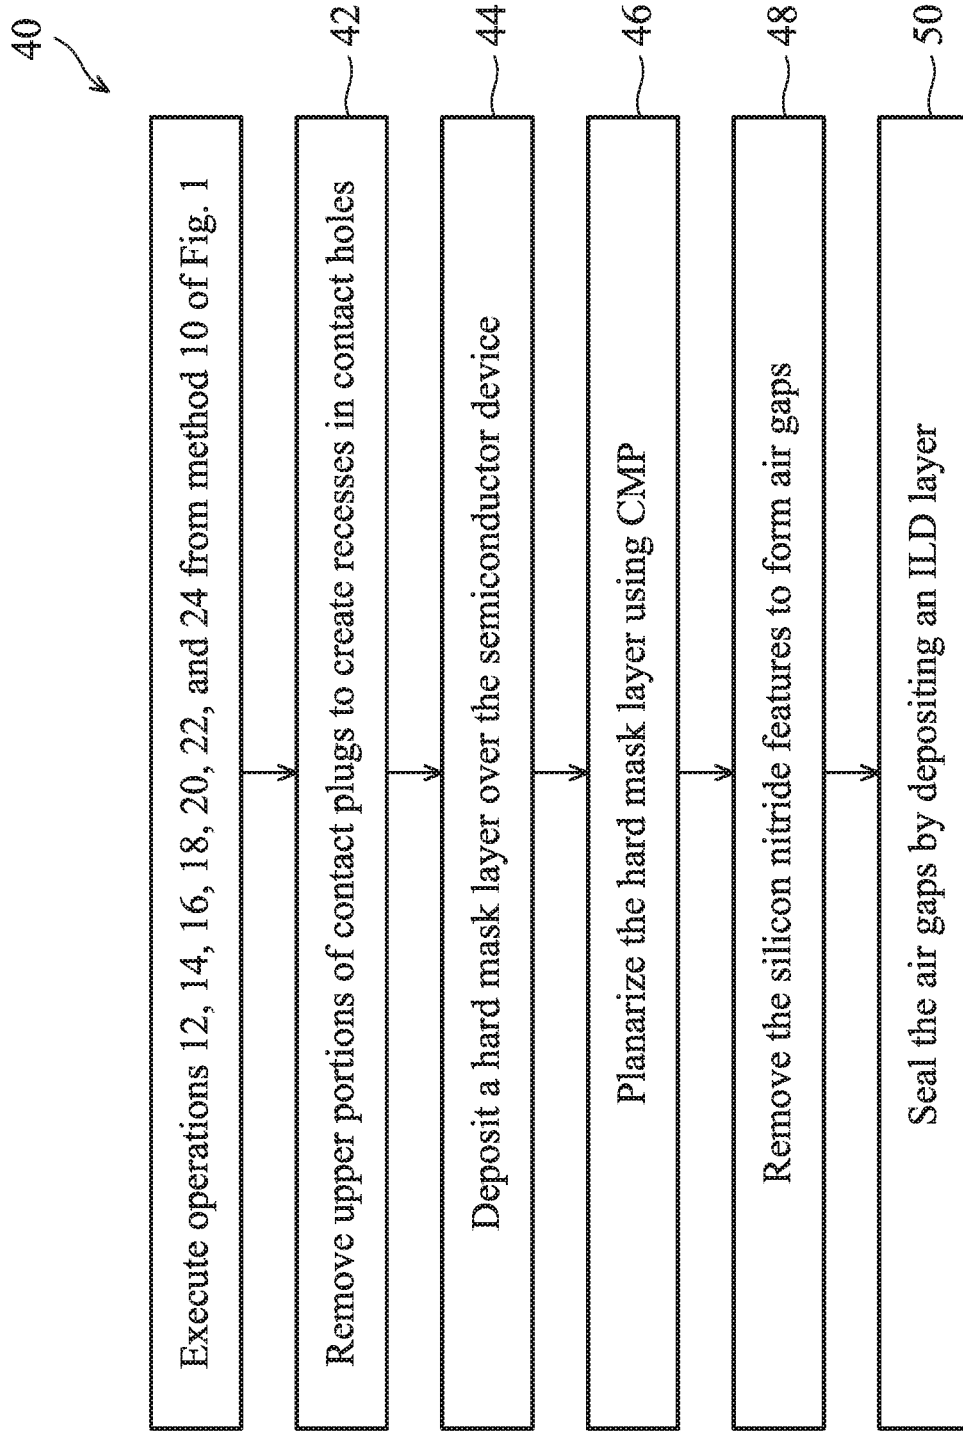 40
Execute operations 12, 14, 16, 18, 20, 22, and 24 from method 10 of Fig. 1
Remove upper portions of contact plugs to create recesses in contact holes
42
Deposit a hard mask layer over the semiconductor device
44
Planarize the hard mask layer using CMP
46
Remove the silicon nitride features to form air gaps
48
Seal the air gaps by depositing an ILD layer
50